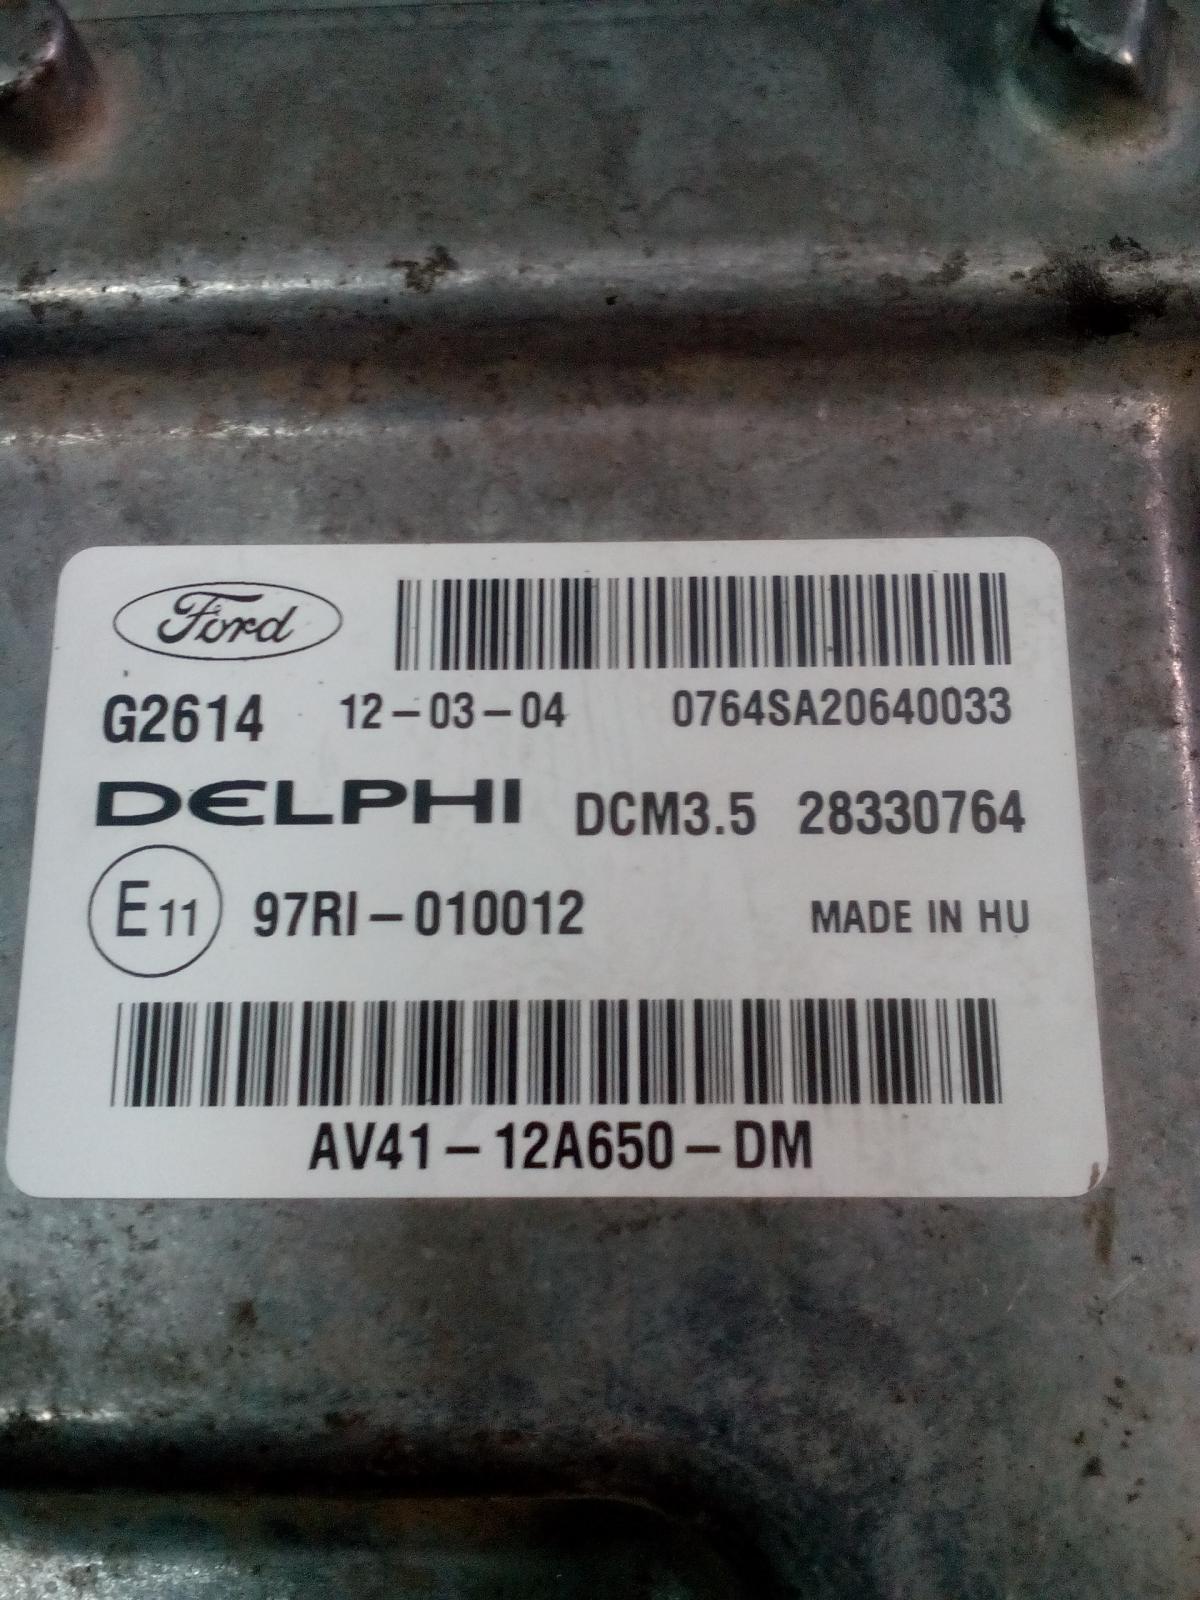 Ford
G2614 12-03-04 0764SA20640033
DELPHI DCM3.5 28330764
E11 97RI-010012 MADE IN HU
AV41-12A650-DM